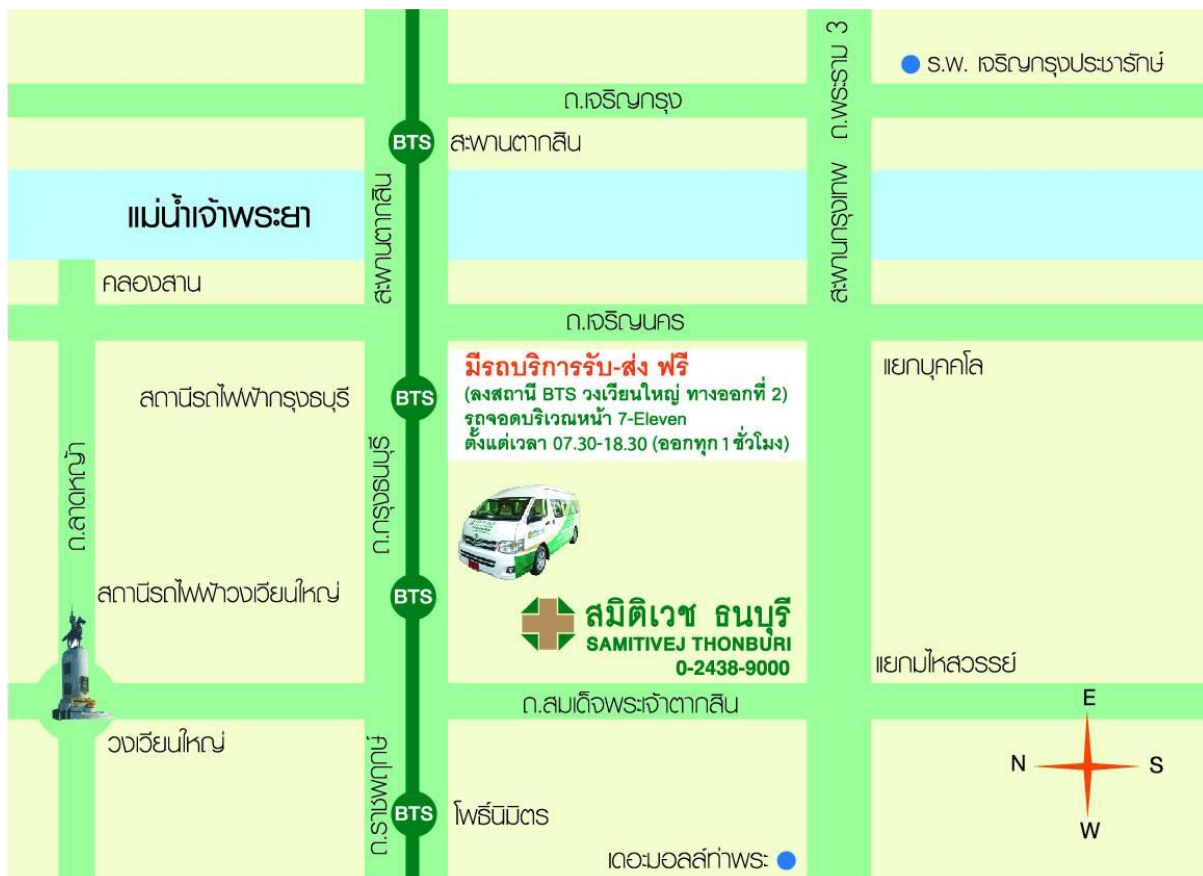 ร.พ. เจริญกรุงประชารักษ์
ถ.พระราม 3
ถ.เจริญกรุง
BTS สะพานตากสิน
สะพานตากสิน
สะพานกรุงเทพ
แม่น้ำเจ้าพระยา
คลองสาน
ถ.เจริญนคร
มีรถบริการรับ-ส่ง ฟรี
(ลงสถานี BTS วงเวียนใหญ่ ทางออกที่ 2)
รถจอดบริเวณหน้า 7-Eleven
ตั้งแต่เวลา 07.30-18.30 (ออกทุก 1 ชั่วโมง)
แยกบุคคโล
สถานีรถไฟฟ้ากรุงธนบุรี BTS
ถ.ลาดหญ้า
ถ.กรุงธนบุรี
สถานีรถไฟฟ้าวงเวียนใหญ่ BTS
สมิติเวช ธนบุรี
SAMITIVEJ THONBURI
0-2438-9000
แยกมไหสวรรย์
ถ.สมเด็จพระเจ้าตากสิน
วงเวียนใหญ่
ถ.ราชพฤกษ์
BTS โพธิ์นิมิตร
เดอะมอลล์ท่าพระ
E
N
S
W